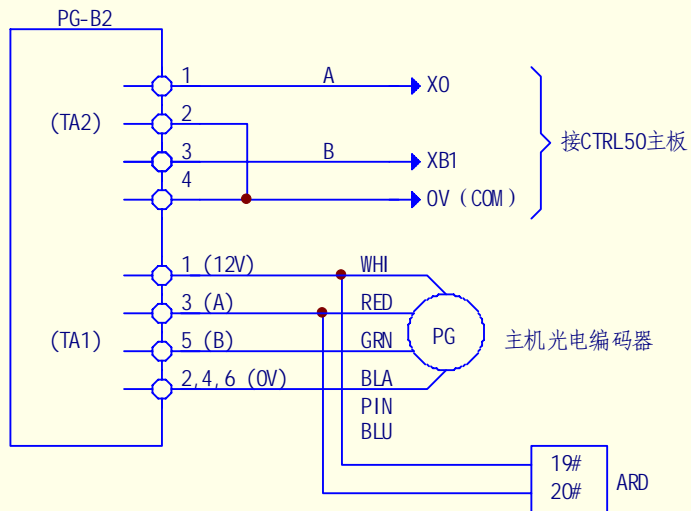 PG-B2
1 A X0
(TA2) 2
3 B XB1
4 0V(COM)
接CTRL50主板
1 (12V) WHI
3 (A) RED
(TA1) 5 (B) GRN PG 主机光电编码器
2,4,6 (0V) BLA
PIN
BLU
19#
20# ARD